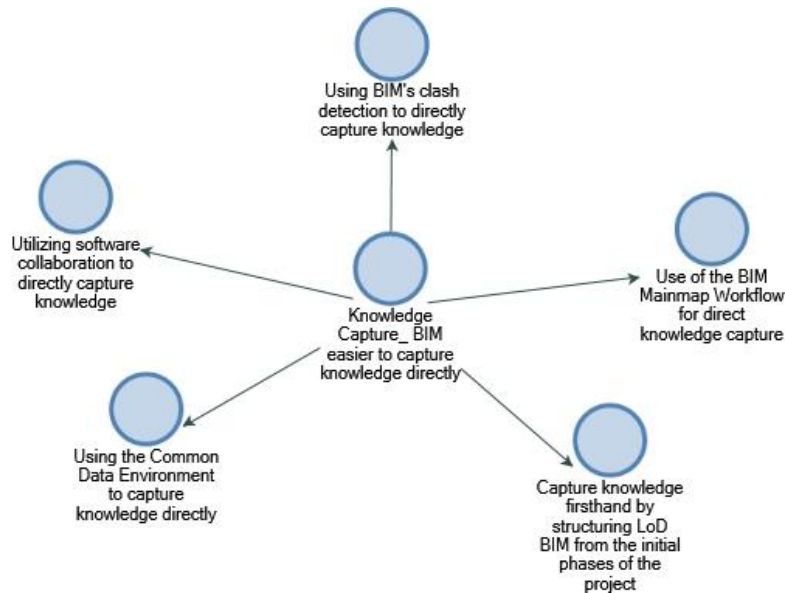 Using BIM's clash
detection to directly
capture knowledge
Utilizing software
collaboration to
directly capture
knowledge
Use of the BIM
Mainmap Workflow
for direct
knowledge capture
Knowledge
Capture_ BIM
easier to capture
knowledge directly
Using the Common
Data Environment
to capture
knowledge directly
Capture knowledge
firsthand by
structuring LoD
BIM from the initial
phases of the
project